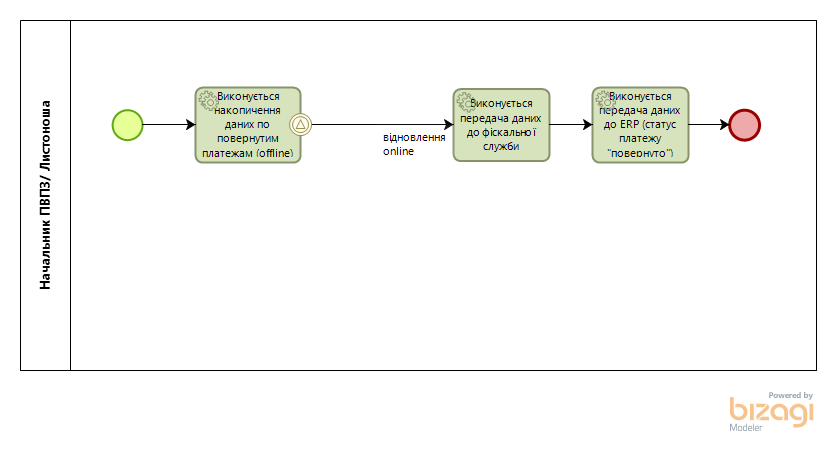 Начальник ПВПЗ/ Листоноша
Виконується
накопичення
даних по
повернутим
платежам (offline)
відновлення
online
Виконується
передача даних
до фіскальної
служби
Виконується
передача даних
до ERP (статус
платежу
"повернуто")
Powered by
bizagi
Modeler